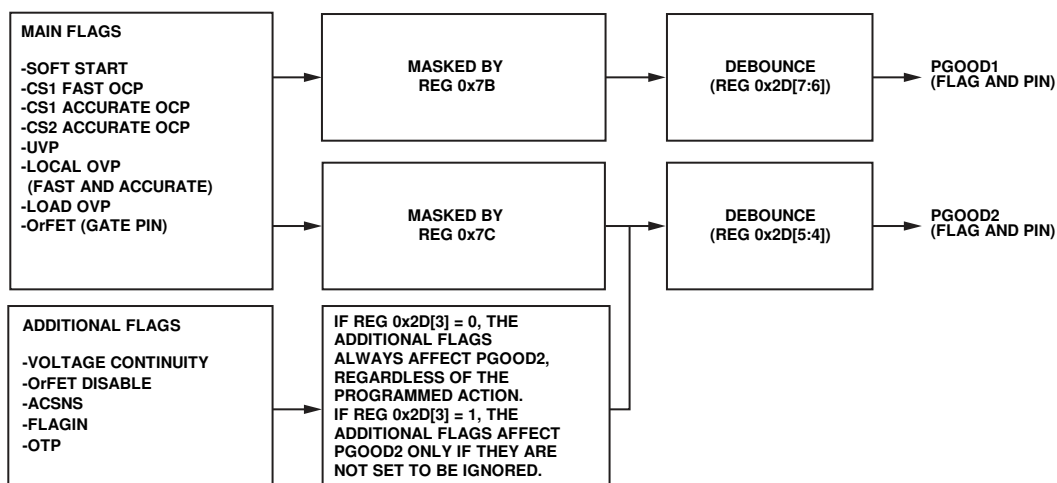 MAIN FLAGS
-SOFT START
-CS1 FAST OCP
-CS1 ACCURATE OCP
-CS2 ACCURATE OCP
-UVP
-LOCAL OVP
(FAST AND ACCURATE)
-LOAD OVP
-OrFET (GATE PIN)
MASKED BY
REG 0x7B
DEBOUNCE
(REG 0x2D[7:6])
PGOOD1
(FLAG AND PIN)
MASKED BY
REG 0x7C
DEBOUNCE
(REG 0x2D[5:4])
PGOOD2
(FLAG AND PIN)
ADDITIONAL FLAGS
-VOLTAGE CONTINUITY
-OrFET DISABLE
-ACSNS
-FLAGIN
-OTP
IF REG 0x2D[3] = 0, THE
ADDITIONAL FLAGS
ALWAYS AFFECT PGOOD2,
REGARDLESS OF THE
PROGRAMMED ACTION.
IF REG 0x2D[3] = 1, THE
ADDITIONAL FLAGS AFFECT
PGOOD2 ONLY IF THEY ARE
NOT SET TO BE IGNORED.